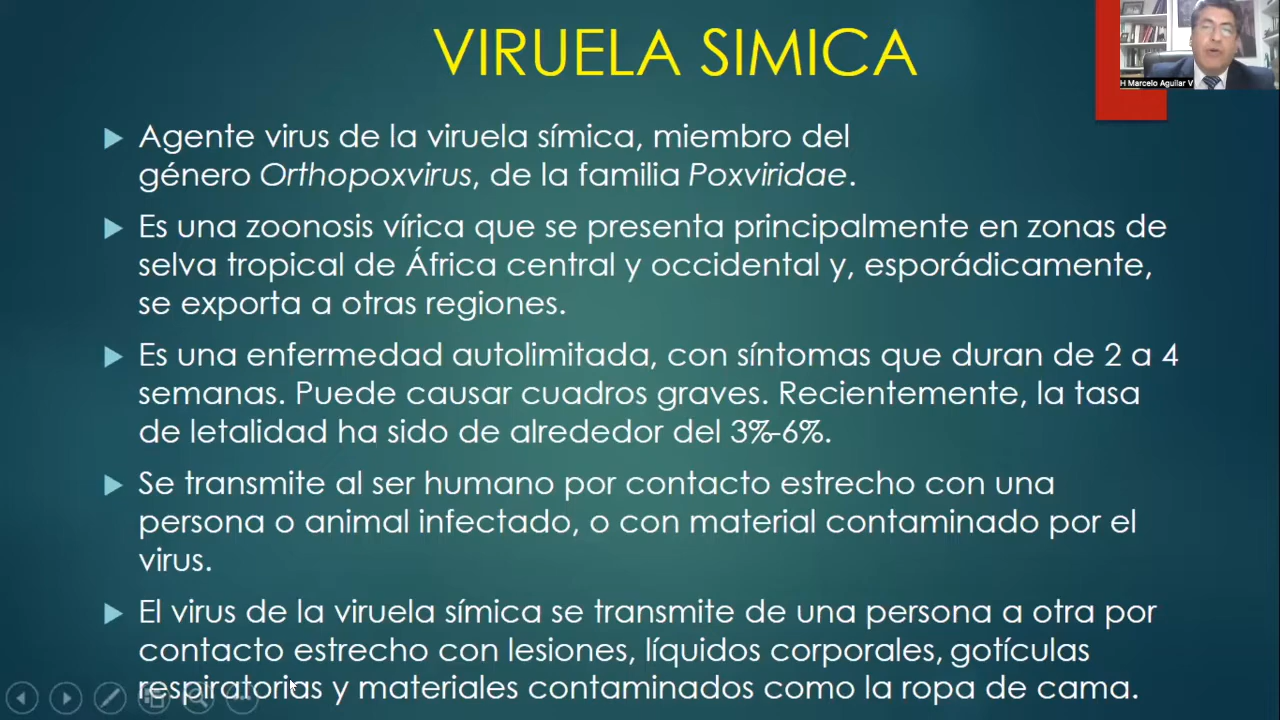 VIRUELA SIMICA
H Marcelo Aguilar V
Agente virus de la viruela símica, miembro del
género Orthopoxvirus, de la familia Poxviridae.
Es una zoonosis vírica que se presenta principalmente en zonas de
selva tropical de África central y occidental y, esporádicamente,
se exporta a otras regiones.
Es una enfermedad autolimitada, con síntomas que duran de 2 a 4
semanas. Puede causar cuadros graves. Recientemente, la tasa
de letalidad ha sido de alrededor del 3%-6%.
Se transmite al ser humano por contacto estrecho con una
persona o animal infectado, o con material contaminado por el
virus.
El virus de la viruela símica se transmite de una persona a otra por
contacto estrecho con lesiones, líquidos corporales, gotículas
respiratorias y materiales contaminados como la ropa de cama.